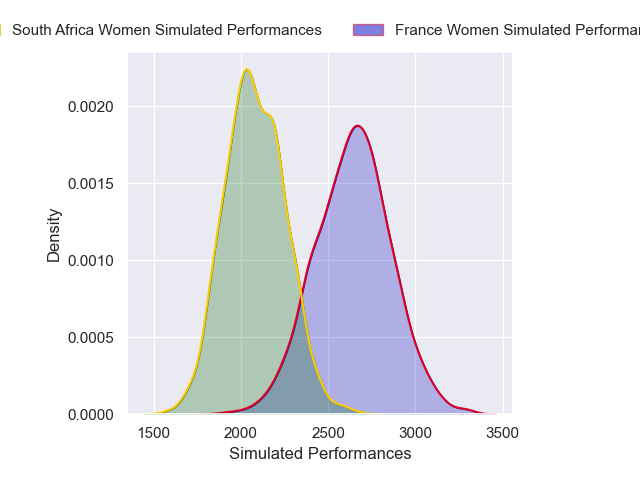 South Africa Women Simulated Performances
France Women Simulated
0.0020
0.0015
0.0010
0.0005
0.0000
Density
1500 2000 2500 3000 3500
Simulated Performances